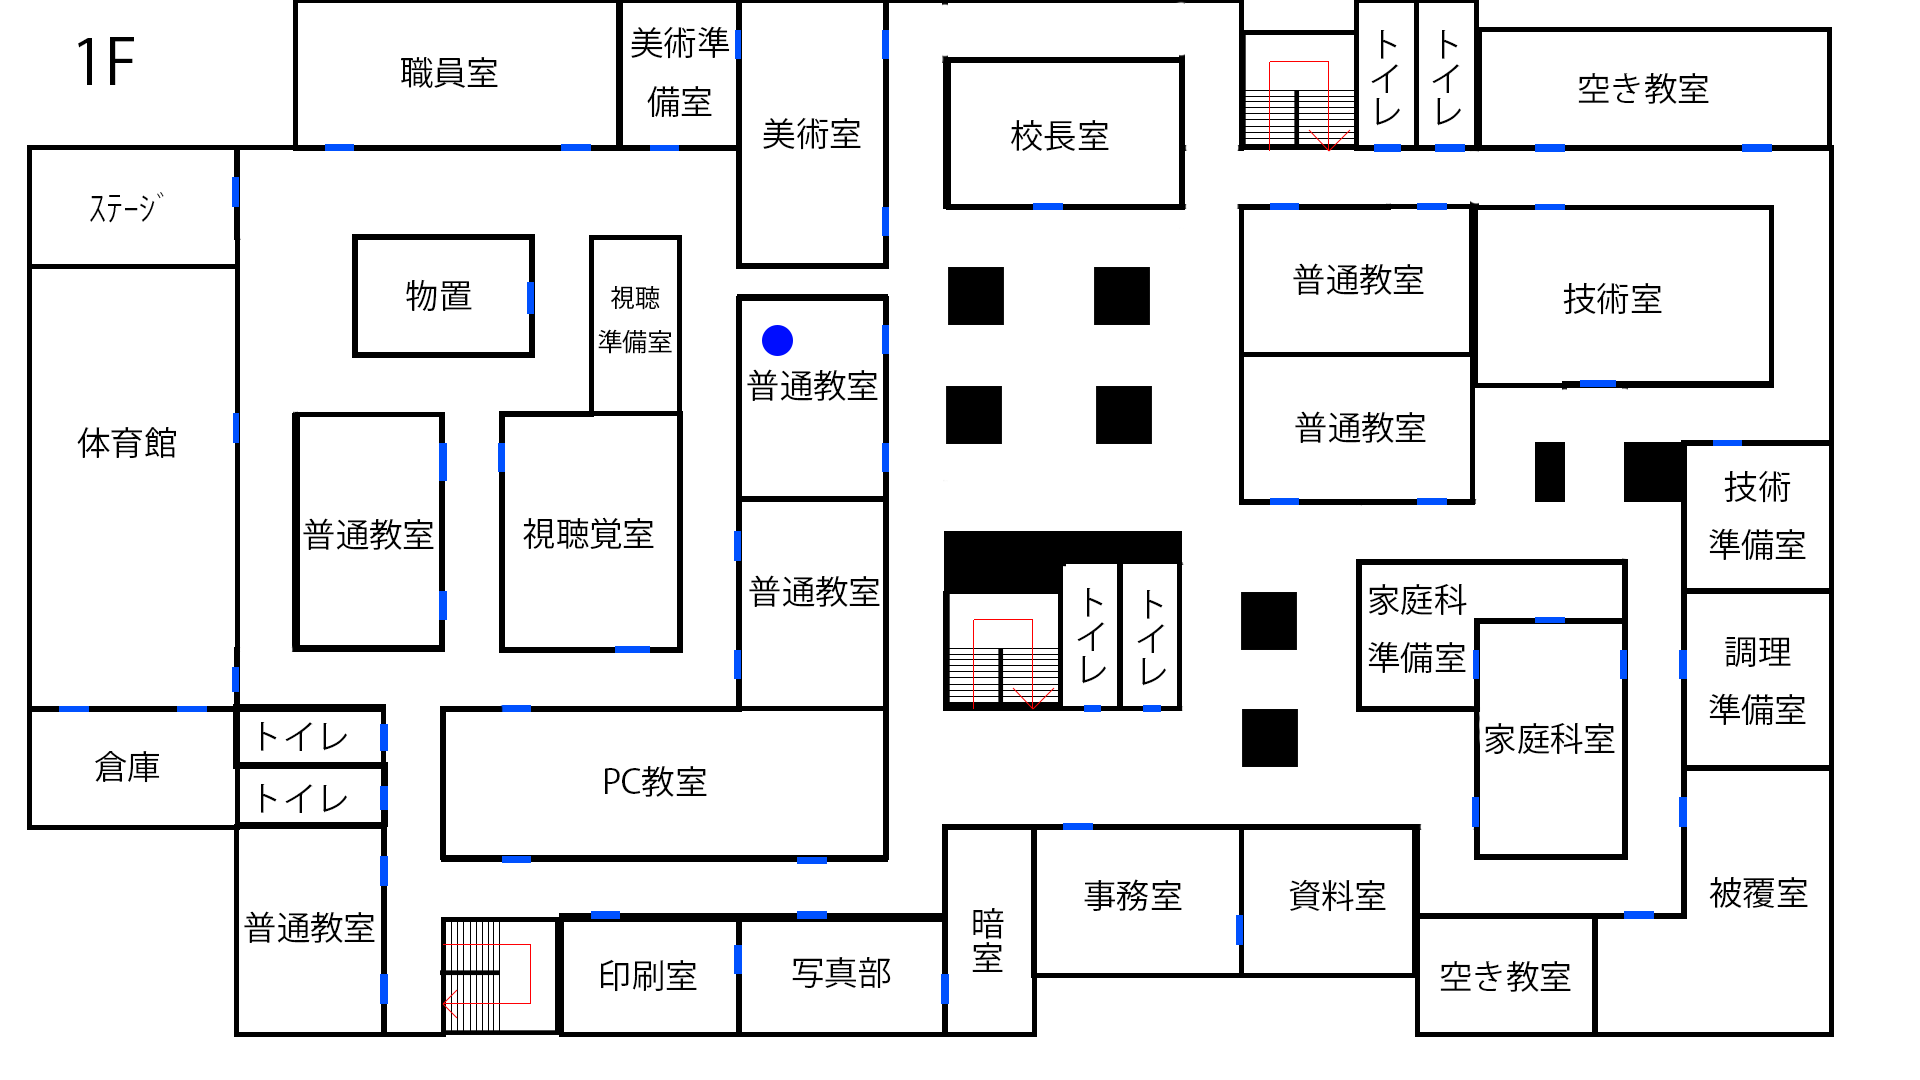 1F
職員室
美術準
備室
美術室
校長室
トイレ
トイレ
空き教室
ｽﾃｰｼﾞ
物置
視聴
準備室
普通教室
普通教室
技術室
体育館
普通教室
普通教室
視聴覚室
普通教室
技術
準備室
トイレ
トイレ
家庭科
準備室
調理
準備室
家庭科室
トイレ
トイレ
倉庫
PC教室
普通教室
印刷室
写真部
暗室
事務室
資料室
空き教室
被覆室